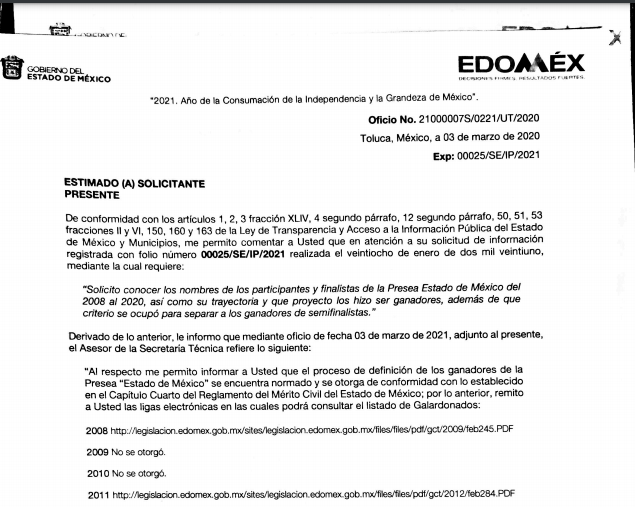 GOBIERNO DEL
ESTADO DE MÉXICO
EDOMÉX
DECISIONES FIRMES, RESULTADOS FUERTES.
"2021. Año de la Consumación de la Independencia y la Grandeza de México".
Oficio No. 21000007S/0221/UT/2020
Toluca, México, a 03 de marzo de 2020
Exp: 00025/SE/IP/2021
ESTIMADO (A) SOLICITANTE
PRESENTE
De conformidad con los artículos 1, 2, 3 fracción XLIV, 4 segundo párrafo, 12 segundo párrafo, 50, 51, 53
fracciones II y VI, 150, 160 y 163 de la Ley de Transparencia y Acceso a la Información Pública del Estado
de México y Municipios, me permito comentar a Usted que en atención a su solicitud de información
registrada con folio número 00025/SE/IP/2021 realizada el veintiocho de enero de dos mil veintiuno,
mediante la cual requiere:
"Solicito conocer los nombres de los participantes y finalistas de la Presea Estado de México del
2008 al 2020, así como su trayectoria y que proyecto los hizo ser ganadores, además de que
criterio se ocupó para separar a los ganadores de semifinalistas."
Derivado de lo anterior, le informo que mediante oficio de fecha 03 de marzo de 2021, adjunto al presente,
el Asesor de la Secretaría Técnica refiere lo siguiente:
"Al respecto me permito informar a Usted que el proceso de definición de los ganadores de la
Presea "Estado de México" se encuentra normado y se otorga de conformidad con lo establecido
en el Capítulo Cuarto del Reglamento del Mérito Civil del Estado de México; por lo anterior, remito
a Usted las ligas electrónicas en las cuales podrá consultar el listado de Galardonados:
2008 http://legislacion.edomex.gob.mx/sites/legislacion.edomex.gob.mx/files/files/pdf/gct/2009/feb245.PDF
2009 No se otorgó.
2010 No se otorgó.
2011 http://legislacion.edomex.gob.mx/sites/legislacion.edomex.gob.mx/files/files/pdf/gct/2012/feb284.PDF